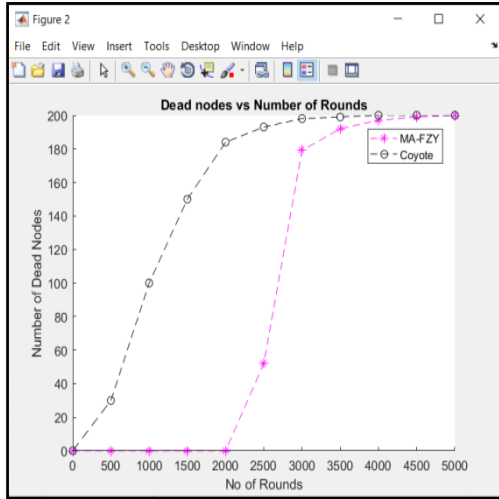 Figure 2
File Edit View Insert Tools Desktop Window Help
Dead nodes vs Number of Rounds
200
180
160
140
120
100
80
60
40
20
0
Number of Dead Nodes
MA-FZY
Coyote
0 500 1000 1500 2000 2500 3000 3500 4000 4500 5000
No of Rounds